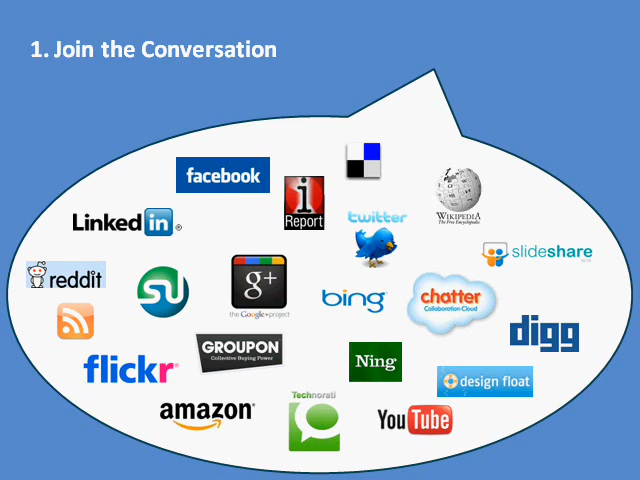 1. Join the Conversation
facebook
i
Report
WIKIPEDIA
The Free Encyclopedia
LinkedIn®
twitter
slideshare
reddit
su
g+
the Google+project
bing
chatter
Collaboration Cloud
digg
GROUPON
Collective Buying Power
flickr®
Ning
design float
amazon
Technorati
YouTube